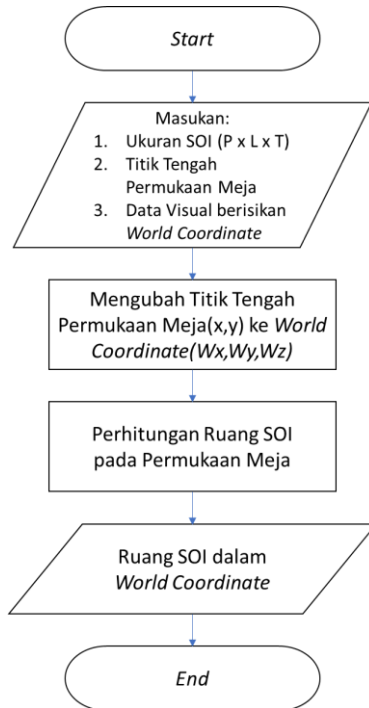 Start
Masukan:
1. Ukuran SOI (P x L x T)
2. Titik Tengah
Permukaan Meja
3. Data Visual berisikan
World Coordinate
Mengubah Titik Tengah
Permukaan Meja(x,y) ke World
Coordinate(Wx,Wy,Wz)
Perhitungan Ruang SOI
pada Permukaan Meja
Ruang SOI dalam
World Coordinate
End